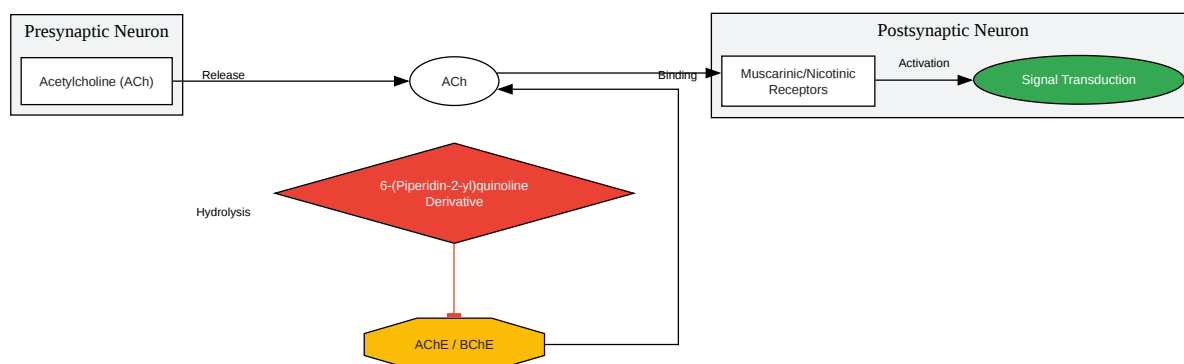 Presynaptic Neuron
Postsynaptic Neuron
Acetylcholine (ACh)
Release
ACh
Binding
Muscarinic/Nicotinic
Receptors
Activation
Signal Transduction
6-(Piperidin-2-yl)quinoline
Derivative
Hydrolysis
AChE / BChE